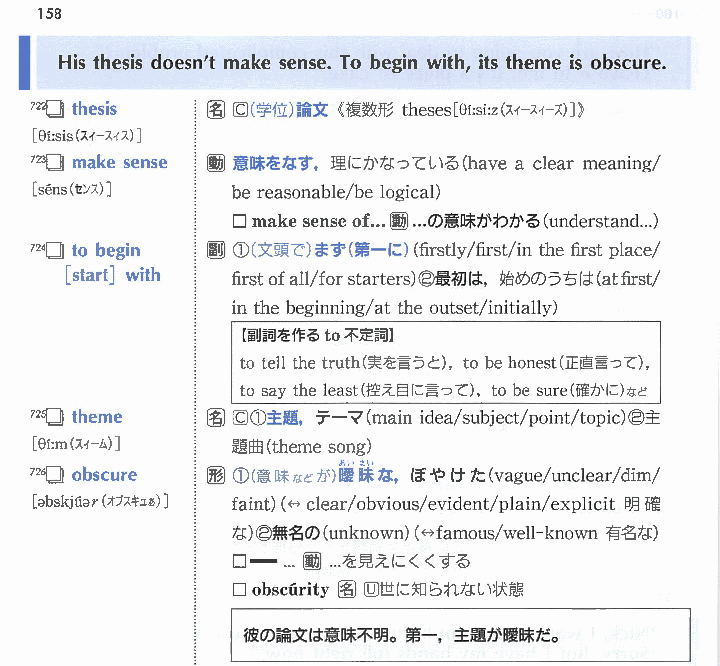 158
His thesis doesn't make sense. To begin with, its theme is obscure.
722 thesis
[θíːsis(スィースィス)]
名 C(学位)論文《複数形 theses[θíːsiːz(スィースィーズ)]》
723 make sense
[séns(センス)]
動 意味をなす，理にかなっている(have a clear meaning/
be reasonable/be logical)
□ make sense of... 動 ...の意味がわかる(understand...)
724 to begin
[start] with
副 ①(文頭で)まず(第一に)(firstly/first/in the first place/
first of all/for starters)②最初は，始めのうちは(at first/
in the beginning/at the outset/initially)
【副詞を作る to 不定詞】
to tell the truth(実を言うと)，to be honest(正直言って)，
to say the least(控え目に言って)，to be sure(確かに)など
725 theme
[θíːm(スィーム)]
名 C①主題，テーマ(main idea/subject/point/topic)②主
題曲(theme song)
726 obscure
[əbskjúər(オブスキュぁ)]
形 ①(意味などが)曖昧な，ぼやけた(vague/unclear/dim/
あい まい
faint)(↔ clear/obvious/evident/plain/explicit 明確
な)②無名の(unknown)(↔famous/well-known 有名な)
□━ ... 動 ...を見えにくくする
□ obscúrity 名 U世に知られない状態
彼の論文は意味不明。第一，主題が曖昧だ。